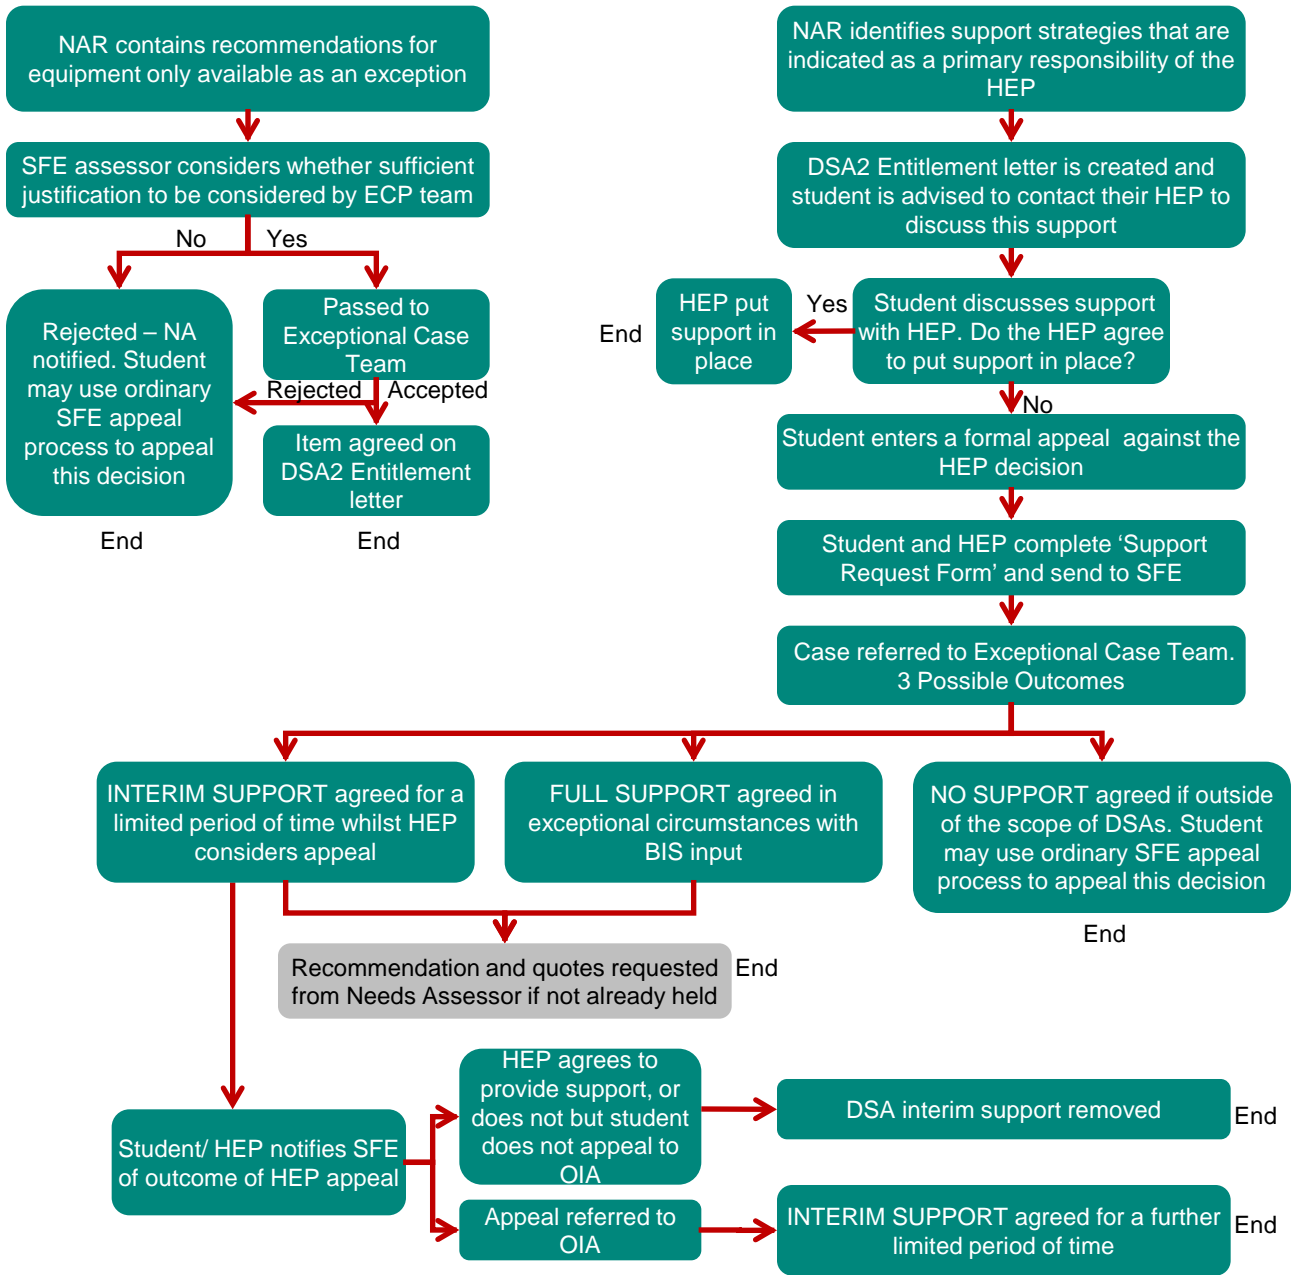 NAR contains recommendations for
equipment only available as an exception
SFE assessor considers whether sufficient
justification to be considered by ECP team
No
Yes
Rejected – NA
notified. Student
may use ordinary
SFE appeal
process to appeal
this decision
End
Passed to
Exceptional Case
Team
Rejected
Accepted
Item agreed on
DSA2 Entitlement
letter
End
NAR identifies support strategies that are
indicated as a primary responsibility of the
HEP
DSA2 Entitlement letter is created and
student is advised to contact their HEP to
discuss this support
Student discusses support
with HEP. Do the HEP agree
to put support in place?
Yes
HEP put
support in
place
End
No
Student enters a formal appeal against the
HEP decision
Student and HEP complete ‘Support
Request Form’ and send to SFE
Case referred to Exceptional Case Team.
3 Possible Outcomes
INTERIM SUPPORT agreed for a
limited period of time whilst HEP
considers appeal
FULL SUPPORT agreed in
exceptional circumstances with
BIS input
NO SUPPORT agreed if outside
of the scope of DSAs. Student
may use ordinary SFE appeal
process to appeal this decision
End
Recommendation and quotes requested
from Needs Assessor if not already held
End
Student/ HEP notifies SFE
of outcome of HEP appeal
HEP agrees to
provide support, or
does not but student
does not appeal to
OIA
DSA interim support removed
End
Appeal referred to
OIA
INTERIM SUPPORT agreed for a further
limited period of time
End